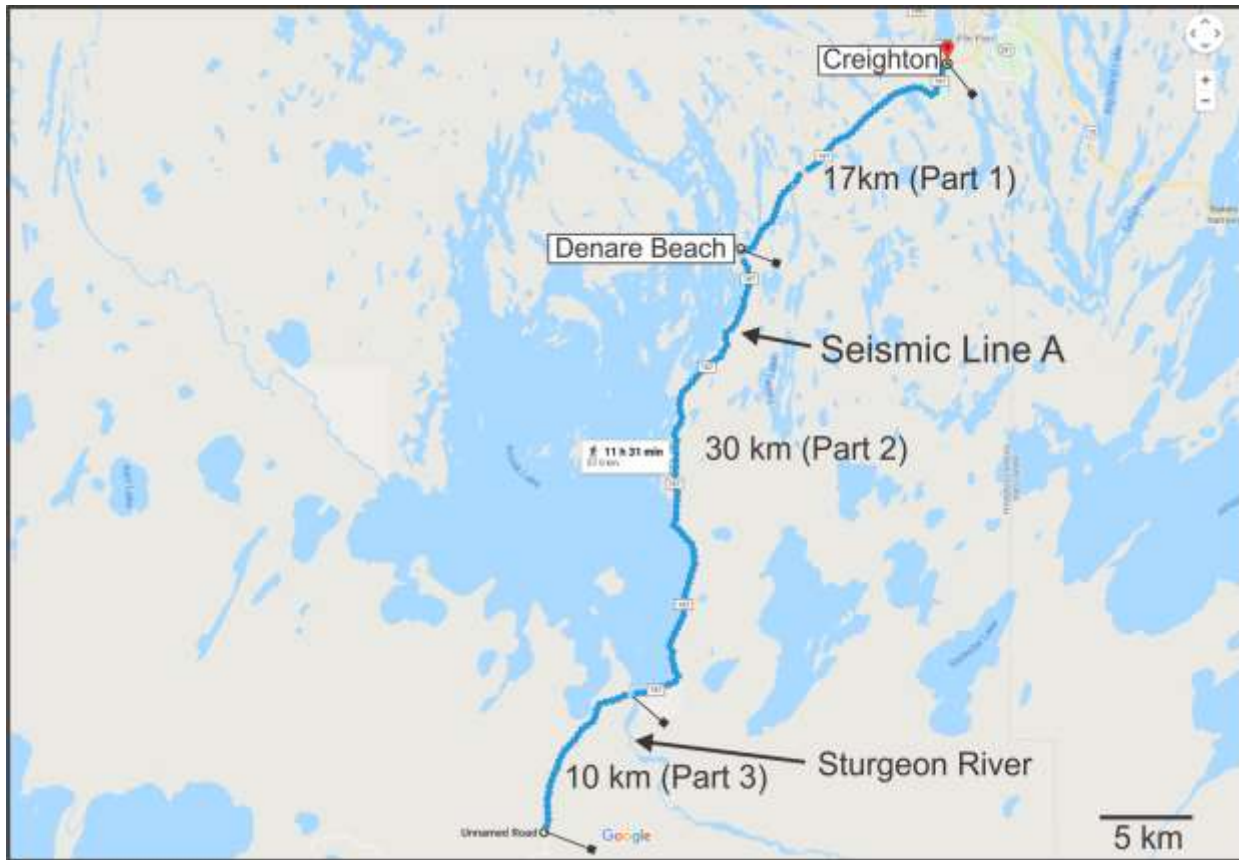 Creighton
17km (Part 1)
Denare Beach
Seismic Line A
30 km (Part 2)
11 h 31 min
Sturgeon River
10 km (Part 3)
Unnamed Road
Google
5 km